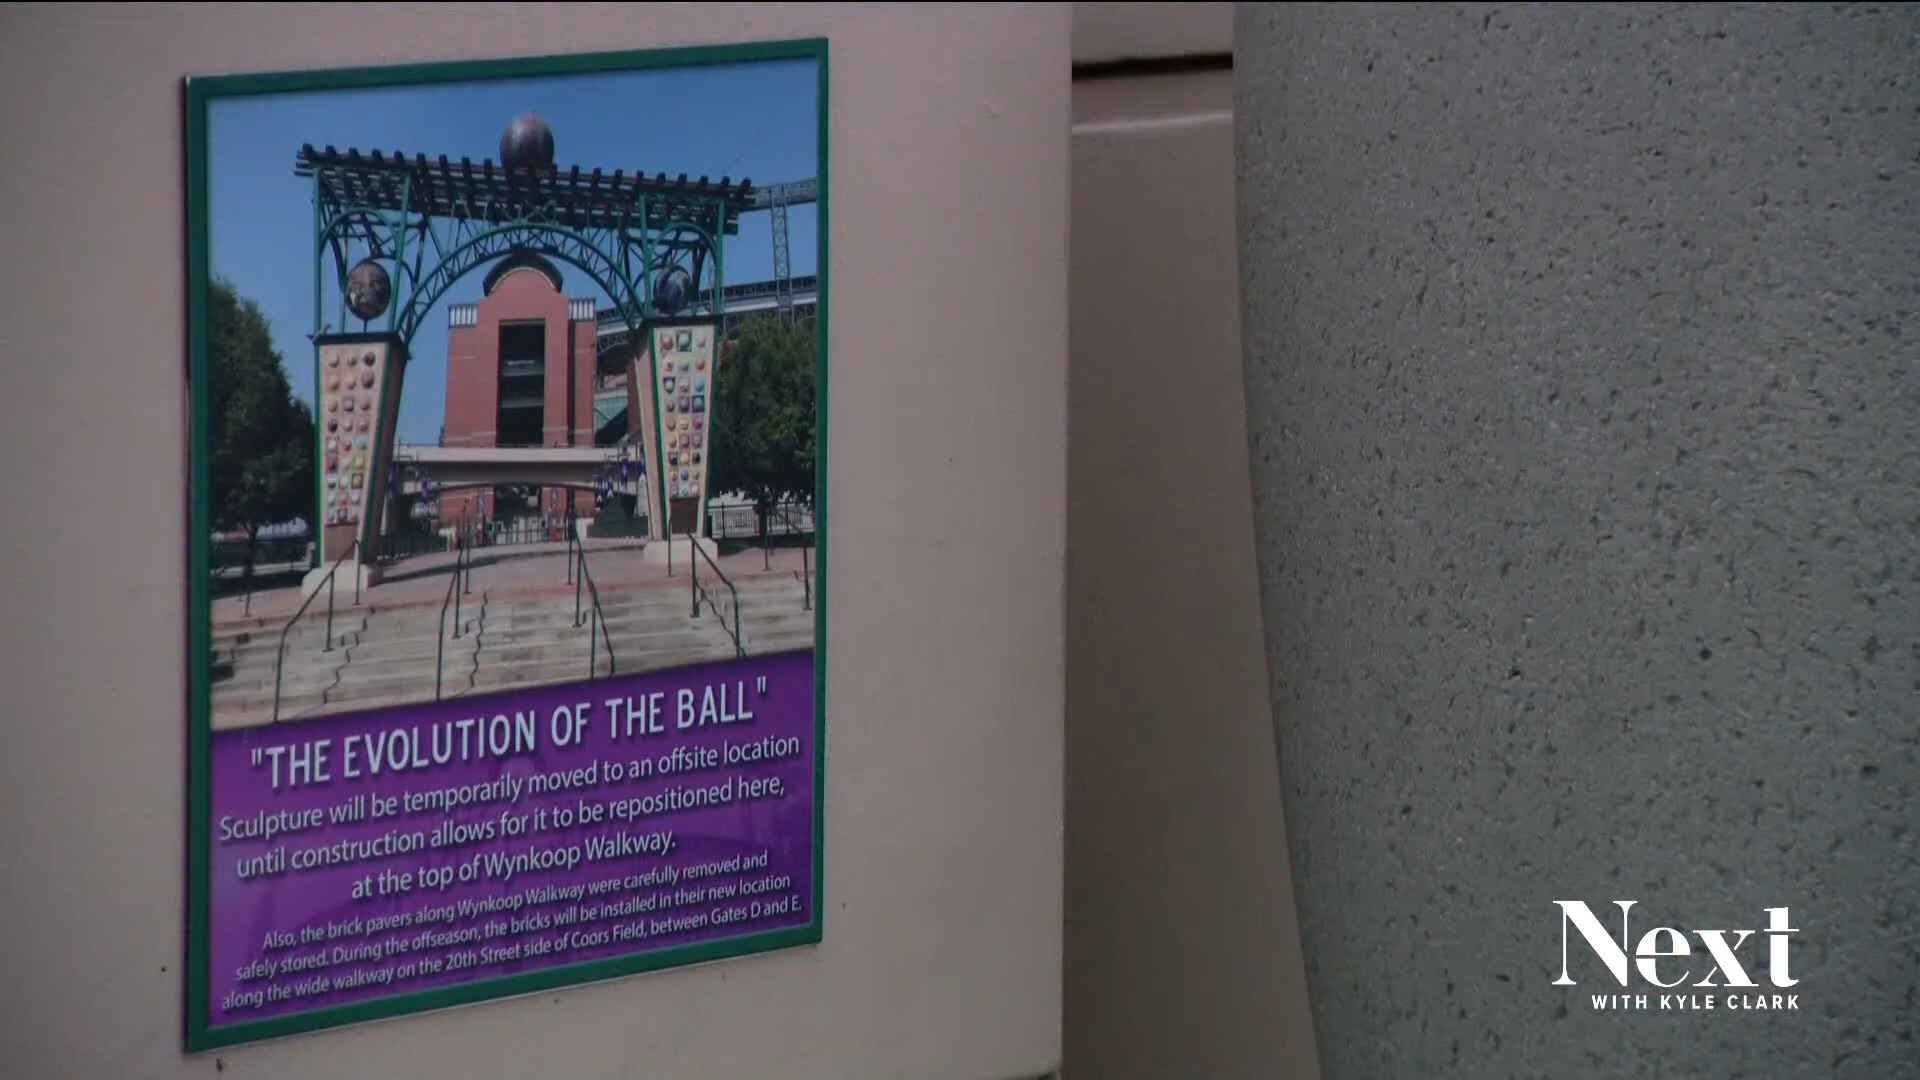 "THE EVOLUTION OF THE BALL"
Sculpture will be temporarily moved to an offsite location
until construction allows for it to be repositioned here,
at the top of Wynkoop Walkway.
Also, the brick pavers along Wynkoop Walkway were carefully removed and
safely stored. During the offseason, the bricks will be installed in their new location
along the wide walkway on the 20th Street side of Coors Field, between Gates D and E.
Next
WITH KYLE CLARK